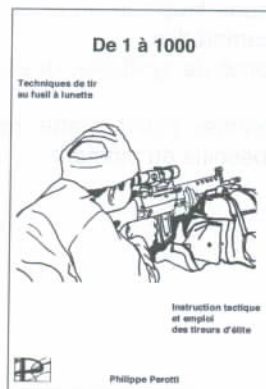 De 1 à 1000
Techniques de tir
au fusil à lunette
Instruction tactique
et emploi
des tireurs d'élite
Philippe Perotti